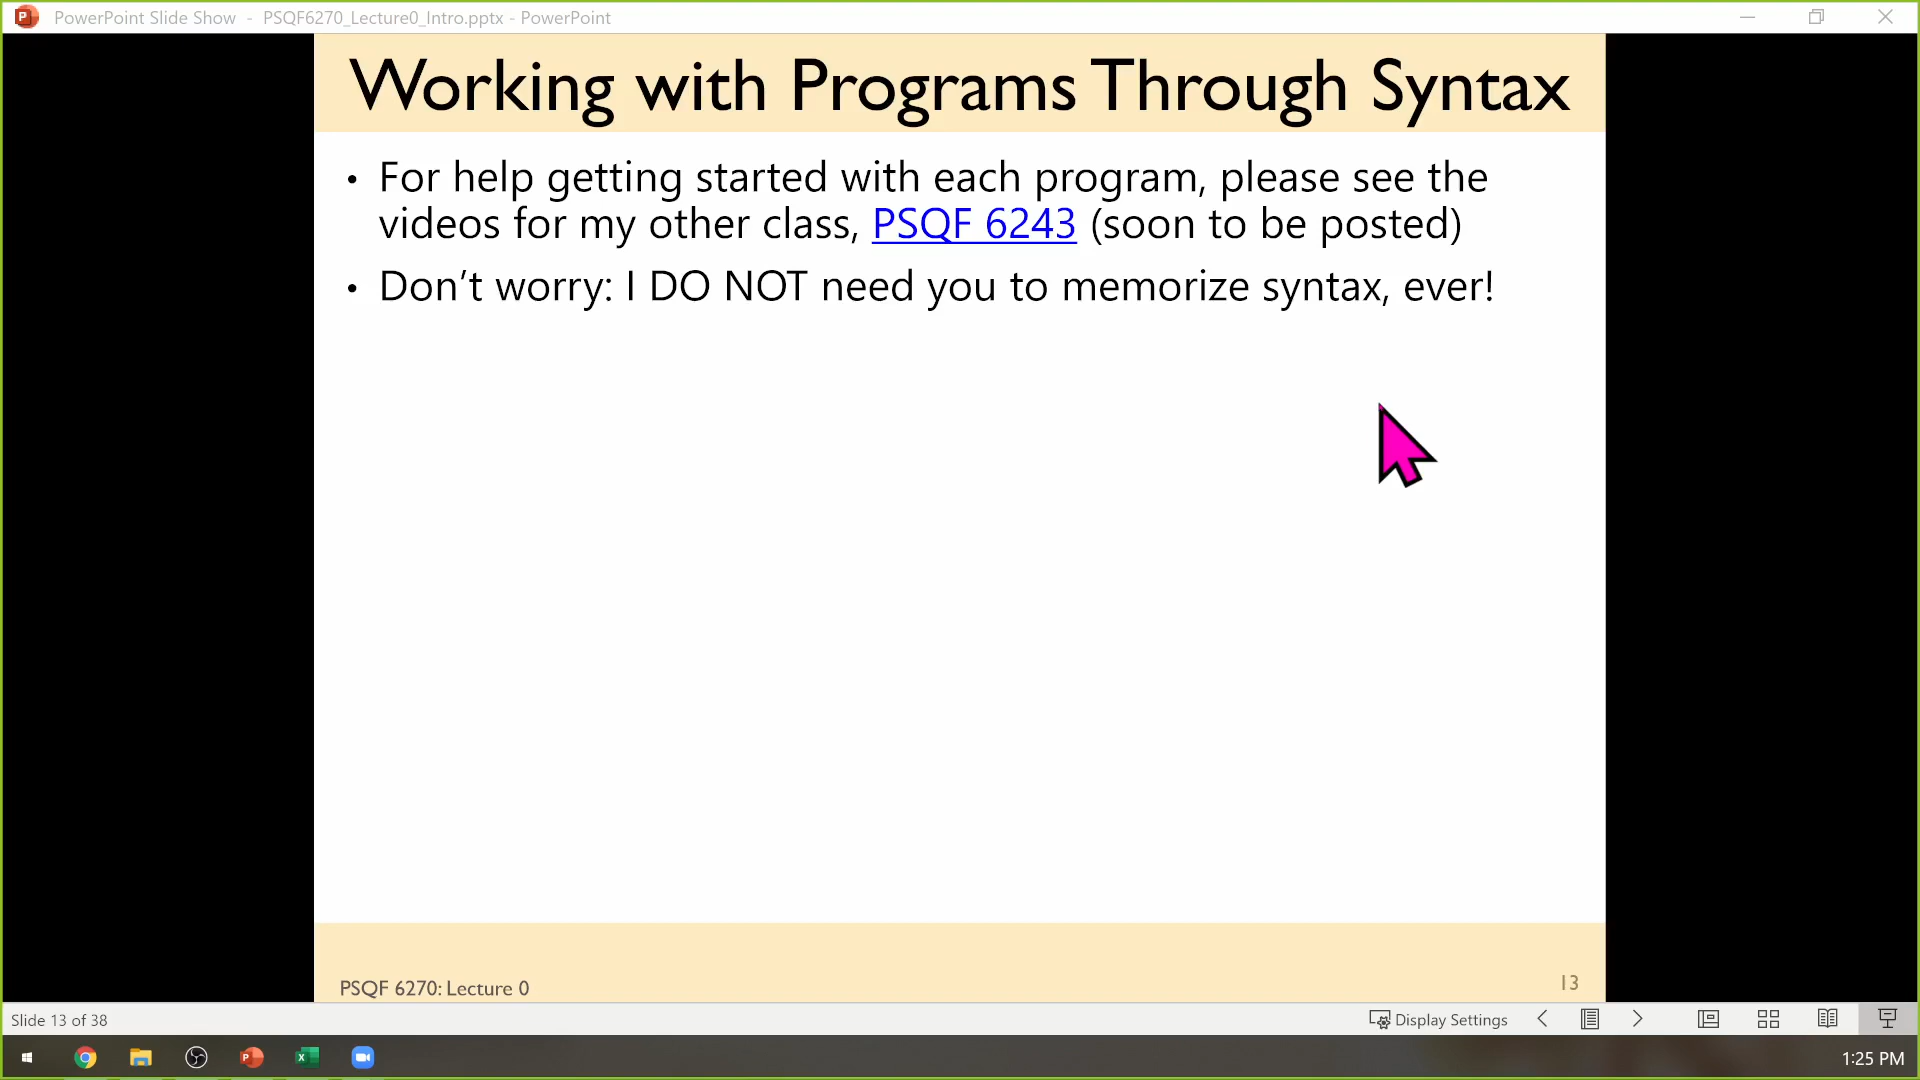 PowerPoint Slide Show - PSQF6270_Lecture0_Intro.pptx - PowerPoint
Working with Programs Through Syntax
• For help getting started with each program, please see the
videos for my other class, PSQF 6243 (soon to be posted)
• Don’t worry: I DO NOT need you to memorize syntax, ever!
PSQF 6270: Lecture 0
13
Slide 13 of 38
Display Settings
1:25 PM